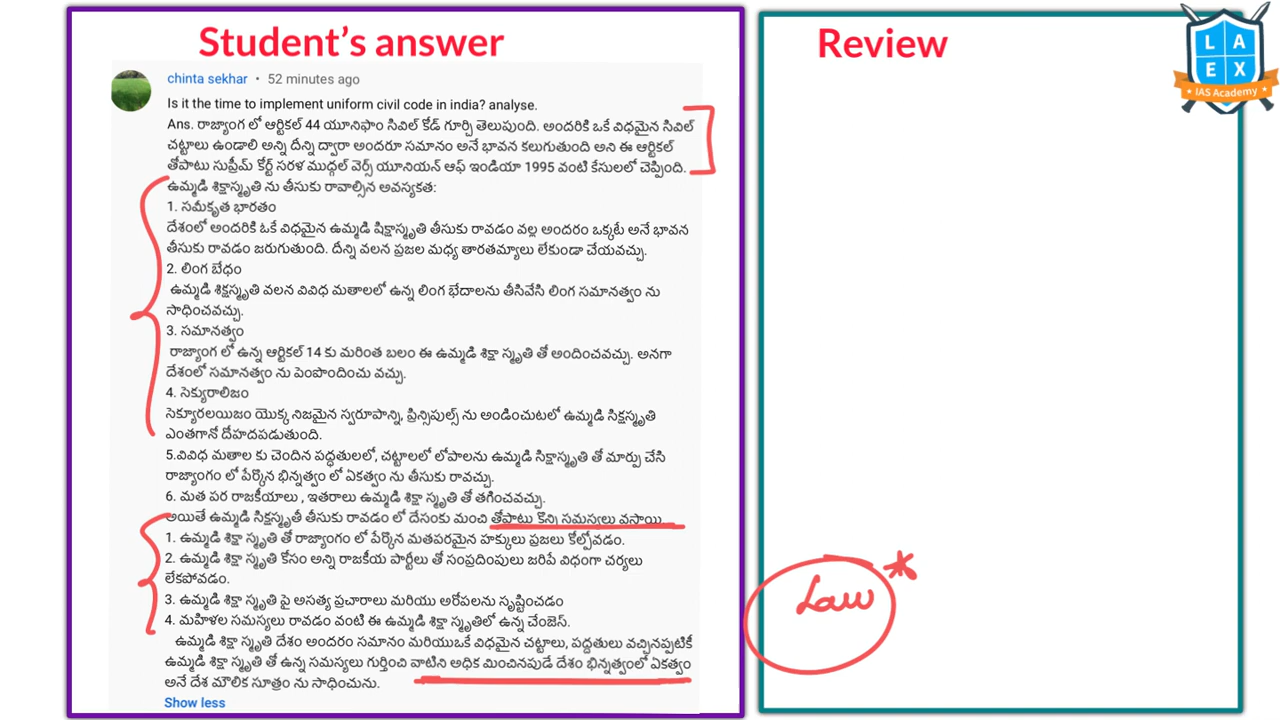 Student's answer
Review
L A
E X
IAS Academy
chinta sekhar • 52 minutes ago
Is it the time to implement uniform civil code in india? analyse.
Ans. రాజ్యాంగ లో ఆర్టికల్ 44 యూనిఫాం సివిల్ కోడ్ గూర్చి తెలుపుంది. అందరికి ఒకే విధమైన సివిల్
చట్టాలు ఉండాలి అన్ని దీన్ని ద్వారా అందరూ సమానం అనే భావన కలుగుతుంది అని ఈ ఆర్టికల్
తోపాటు సుప్రీమ్ కోర్ట్ సరళ ముద్గల్ వెర్స్ యూనియన్ ఆఫ్ ఇండియా 1995 వంటి కేసులలో చెప్పింది.
ఉమ్మడి శిక్షాస్మృతి ను తీసుకు రావాల్సిన అవస్యకత:
1. సమీకృత భారతం
దేశంలో అందరికి ఓకే విధమైన ఉమ్మడి షిక్షాస్మృతి తీసుకు రావడం వల్ల అందరం ఒక్కటీ అనే భావన
తీసుకు రావడం జరుగుతుంది. దీన్ని వలన ప్రజల మధ్య తారతమ్యాలు లేకుండా చేయవచ్చు.
2. లింగ బేధం
ఉమ్మడి శిక్షస్మృతి వలన వివిధ మతాలలో ఉన్న లింగ భేదాలను తీసివేసి లింగ సమానత్వం ను
సాధించవచ్చు.
3. సమానత్వం
రాజ్యాంగ లో ఉన్న ఆర్టికల్ 14 కు మరింత బలం ఈ ఉమ్మడి శిక్షా స్మృతి తో అందించవచ్చు. అనగా
దేశంలో సమానత్వం ను పెంపొందించు వచ్చు.
4. సెక్యురాలిజం
సెక్యూరలయిజం యొక్క నిజమైన స్వరూపాన్ని, ప్రిన్సిపుల్స్ ను అండించుటలో ఉమ్మడి సిక్షస్మృతి
ఎంతగానో దోహదపడుతుంది.
5.వివిధ మతాల కు చెందిన పద్ధతులలో, చట్టాలలో లోపాలను ఉమ్మడి సిక్షాస్మృతి తో మార్పు చేసి
రాజ్యాంగం లో పేర్కొన భిన్నత్వం లో ఏకత్వం ను తీసుకు రావచ్చు.
6. మత పర రాజకీయాలు , ఇతరాలు ఉమ్మడి శిక్షా స్మృతి తో తగించవచ్చు.
అయితే ఉమ్మడి సిక్షస్మృతీ తీసుకు రావడం లో దేసంకు మంచి తోపాటు కొన్ని సమస్యలు వసాయి
1. ఉమ్మడి శిక్షా స్మృతి తో రాజ్యాంగం లో పేర్కొన మతపరమైన హక్కులు ప్రజలు కోల్పోవడం.
2. ఉమ్మడి శిక్షా స్మృతి కోసం అన్ని రాజకీయ పార్టీలు తో సంప్రదింపులు జరిపే విధంగా చర్యలు
లేకపోవడం.
3. ఉమ్మడి శిక్షా స్మృతి పై అసత్య ప్రచారాలు మరియు అరోపలను సృష్టించడం
4. మహిళల సమస్యలు రావడం వంటి ఈ ఉమ్మడి శిక్షా స్మృతిలో ఉన్న చేంజెస్.
ఉమ్మడి శిక్షా స్మృతి దేశం అందరం సమానం మరియుఒకే విధమైన చట్టాలు, పద్దతులు వచ్చినప్పటికీ
ఉమ్మడి శిక్షా స్మృతి తో ఉన్న సమస్యలు గుర్తించి వాటిని అధిక మించినపుడే దేశం భిన్నత్వంలో ఏకత్వం
అనే దేశ మౌలిక సూత్రం ను సాధించును.
Show less
Law